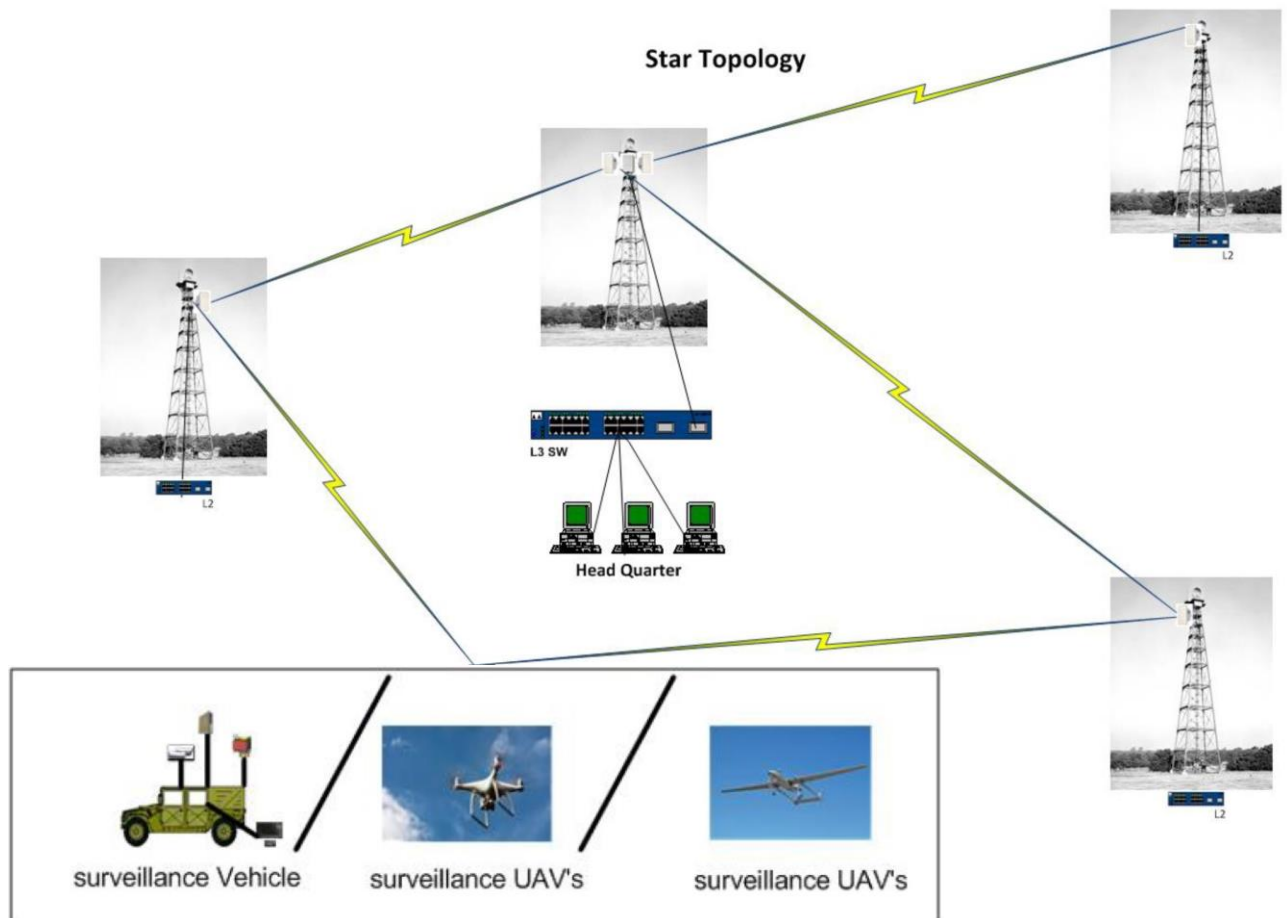 Star Topology
L2
L2
L3 SW
Head Quarter
L2
surveillance Vehicle
surveillance UAV's
surveillance UAV's